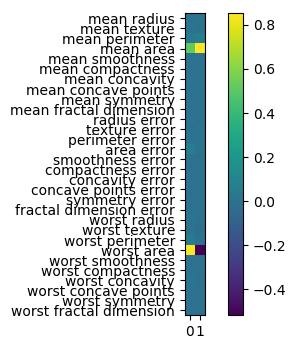 mean radius
mean texture
mean perimeter
mean area
mean smoothness
mean compactness
mean concavity
mean concave points
mean symmetry
mean fractal dimension
radius error
texture error
perimeter error
area error
smoothness error
compactness error
concavity error
concave points error
symmetry error
fractal dimension error
worst radius
worst texture
worst perimeter
worst area
worst smoothness
worst compactness
worst concavity
worst concave points
worst symmetry
worst fractal dimension
0 1
0.8
0.6
0.4
0.2
0.0
−0.2
−0.4